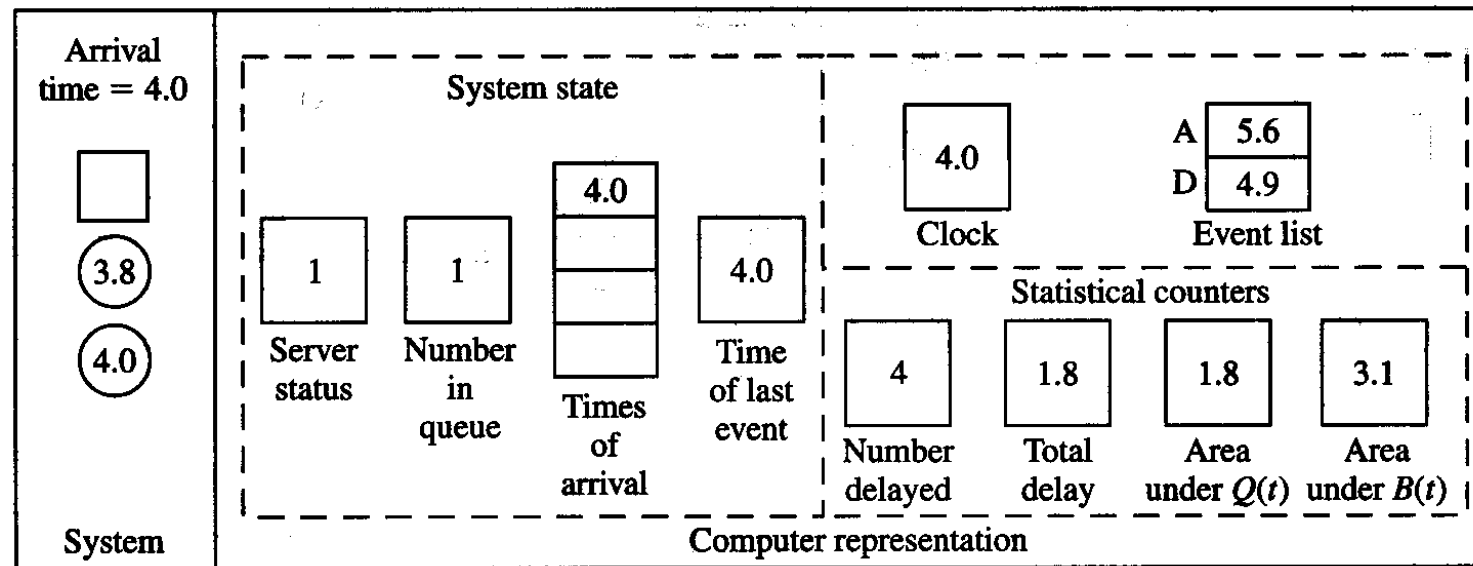 Arrival
time = 4.0
3.8
4.0
System
System state
1
Server
status
1
Number
in
queue
4.0
Times
of
arrival
4.0
Time
of last
event
4.0
Clock
A 5.6
D 4.9
Event list
Statistical counters
4
Number
delayed
1.8
Total
delay
1.8
Area
under Q(t)
3.1
Area
under B(t)
Computer representation